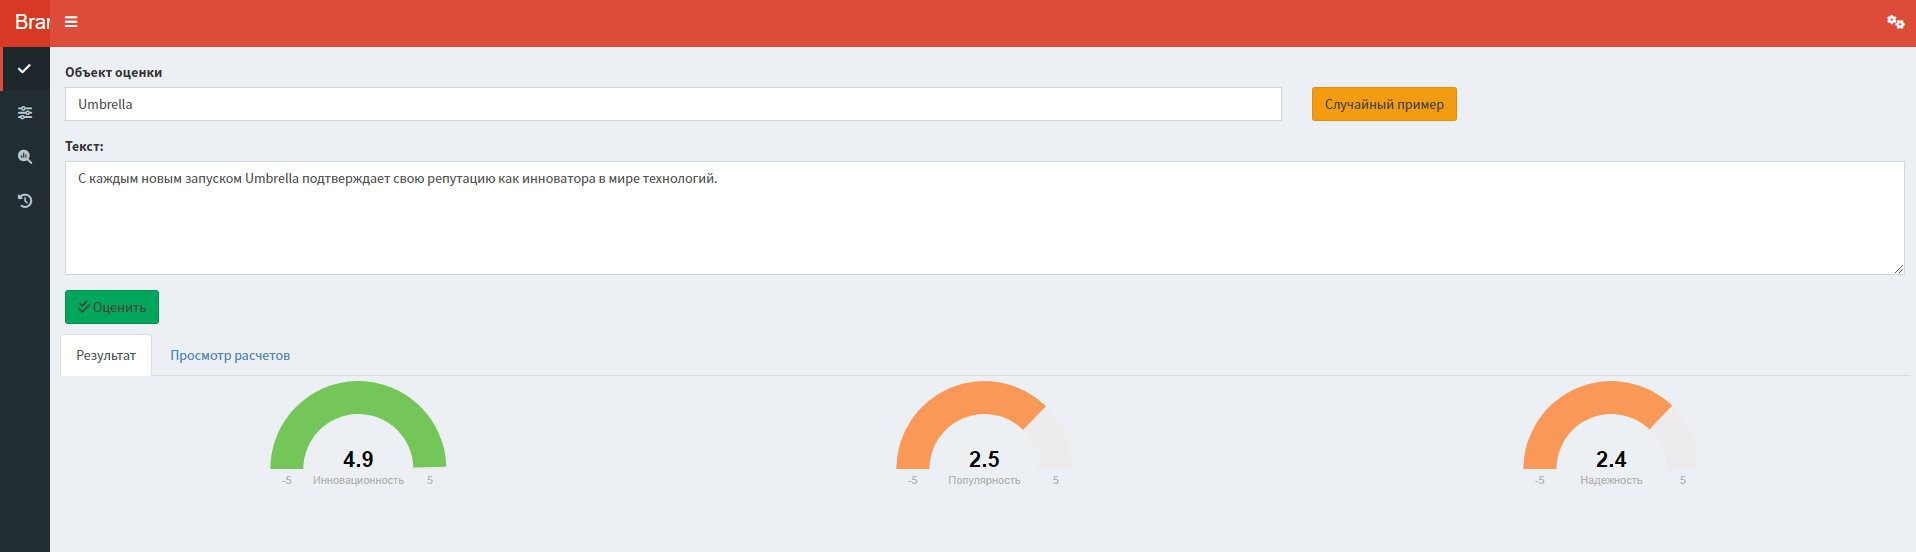 Bran
Объект оценки
Umbrella
Случайный пример
Текст:
С каждым новым запуском Umbrella подтверждает свою репутацию как инноватора в мире технологий.
Оценить
Результат
Просмотр расчетов
4.9
-5 Инновационность 5
2.5
-5 Популярность 5
2.4
-5 Надежность 5